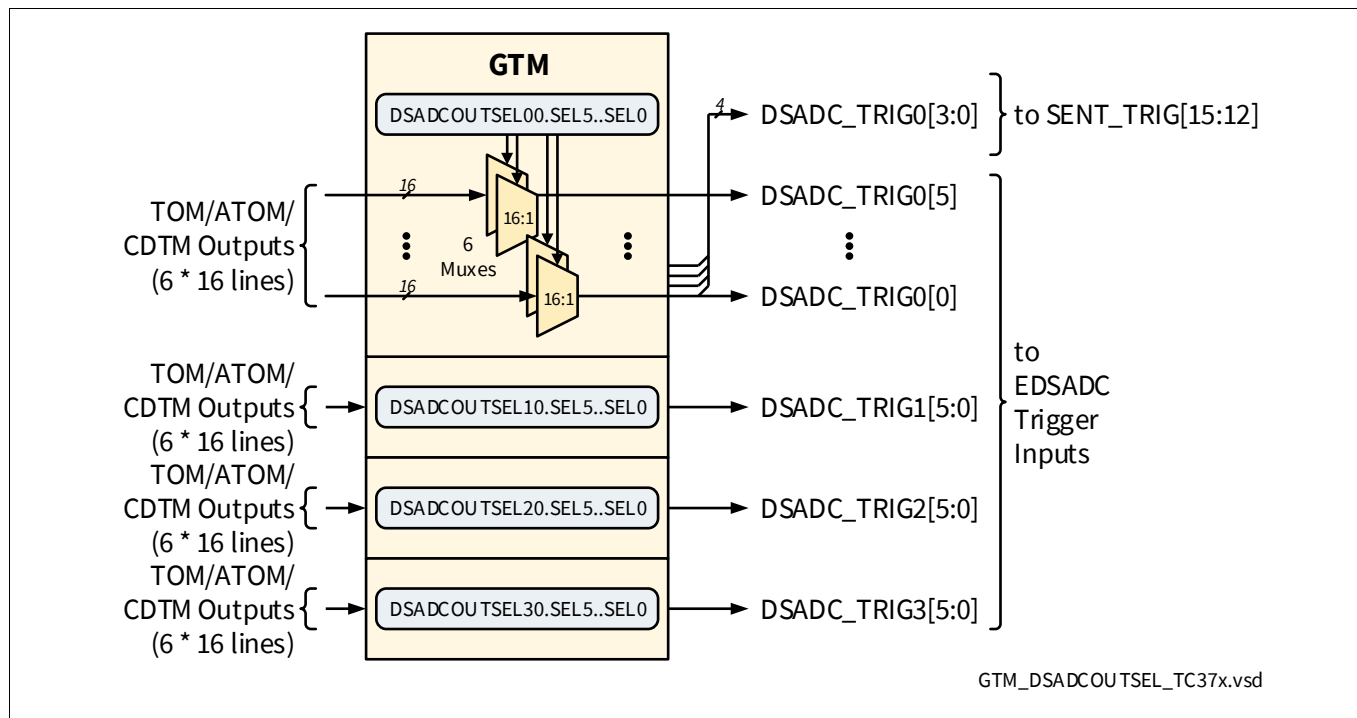 GTM
DSADCOUTSEL00.SEL5..SEL0
4
DSADC_TRIG0[3:0]
to SENT_TRIG[15:12]
TOM/ATOM/
CDTM Outputs
(6 * 16 lines)
16
16:1
DSADC_TRIG0[5]
6
Muxes
16
16:1
DSADC_TRIG0[0]
TOM/ATOM/
CDTM Outputs
(6 * 16 lines)
DSADCOUTSEL10.SEL5..SEL0
DSADC_TRIG1[5:0]
to
EDSADC
Trigger
Inputs
TOM/ATOM/
CDTM Outputs
(6 * 16 lines)
DSADCOUTSEL20.SEL5..SEL0
DSADC_TRIG2[5:0]
TOM/ATOM/
CDTM Outputs
(6 * 16 lines)
DSADCOUTSEL30.SEL5..SEL0
DSADC_TRIG3[5:0]
GTM_DSADCOUTSEL_TC37x.vsd